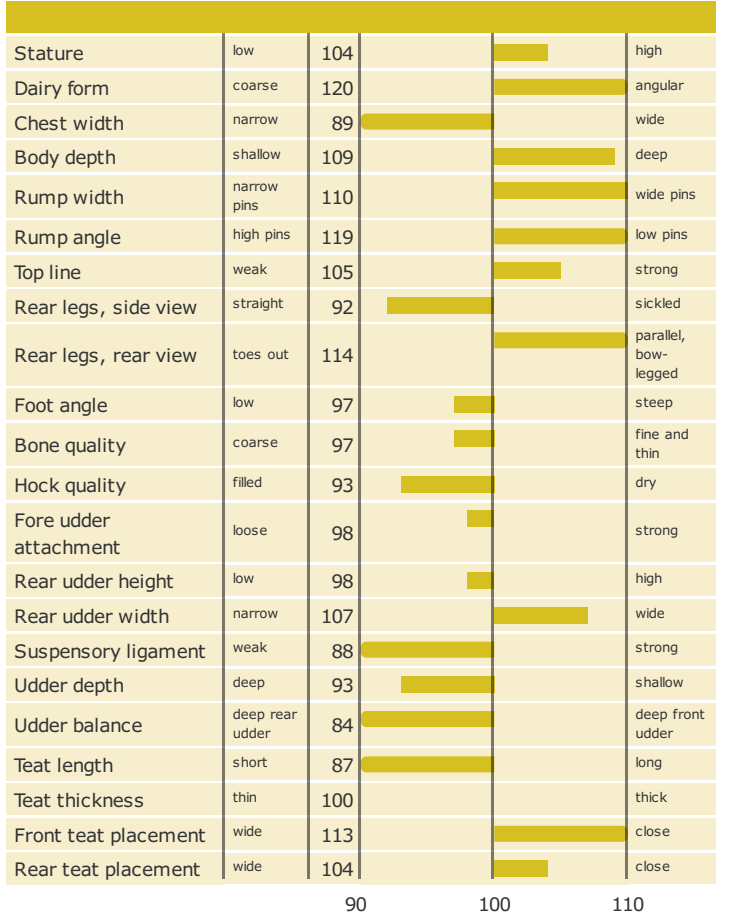 Stature low 104 high
Dairy form coarse 120 angular
Chest width narrow 89 wide
Body depth shallow 109 deep
Rump width narrow pins 110 wide pins
Rump angle high pins 119 low pins
Top line weak 105 strong
Rear legs, side view straight 92 sickled
Rear legs, rear view toes out 114 parallel, bow-legged
Foot angle low 97 steep
Bone quality coarse 97 fine and thin
Hock quality filled 93 dry
Fore udder attachment loose 98 strong
Rear udder height low 98 high
Rear udder width narrow 107 wide
Suspensory ligament weak 88 strong
Udder depth deep 93 shallow
Udder balance deep rear udder 84 deep front udder
Teat length short 87 long
Teat thickness thin 100 thick
Front teat placement wide 113 close
Rear teat placement wide 104 close
90 100 110